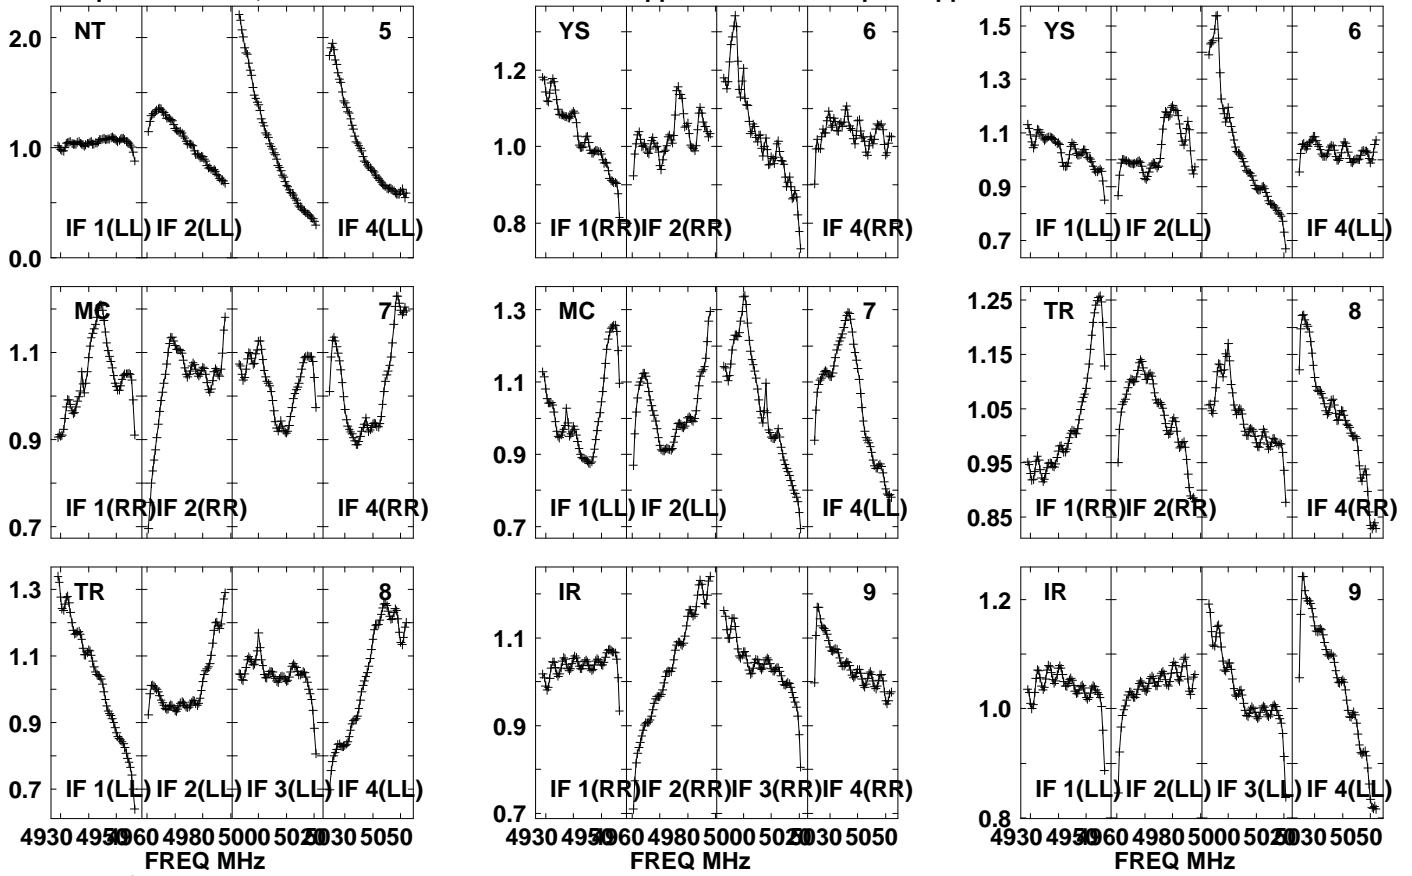 NT 5 YS 6 YS 6
2.0 1.2 1.5
1.3
1.0 1.0 1.1
0.9
IF 1(LL) IF 2(LL) IF 4(LL) 0.8 IF 1(RR) IF 2(RR) IF 4(RR) 0.7 IF 1(LL) IF 2(LL) IF 4(LL)
0.0
MC 7 MC 7 TR 8
1.1 1.3 1.25
1.1 1.15
0.9 0.9 1.05
0.95
0.7 IF 1(RR) IF 2(RR) IF 4(RR) 0.7 IF 1(LL) IF 2(LL) IF 4(LL) 0.85 IF 1(RR) IF 2(RR) IF 4(RR)
TR 8 IR 9 IR 9
1.3 1.1 1.2
1.1
0.9 0.9 1.0
0.7 IF 1(LL) IF 2(LL) IF 3(LL) IF 4(LL) 0.7 IF 1(RR) IF 2(RR) IF 3(RR) IF 4(RR) 0.8 IF 1(LL) IF 2(LL) IF 3(LL) IF 4(LL)
4930 4950 4960 4980 5000 5020 5030 5050 4930 4950 4960 4980 5000 5020 5030 5050 4930 4950 4960 4980 5000 5020 5030 5050
FREQ MHz FREQ MHz FREQ MHz